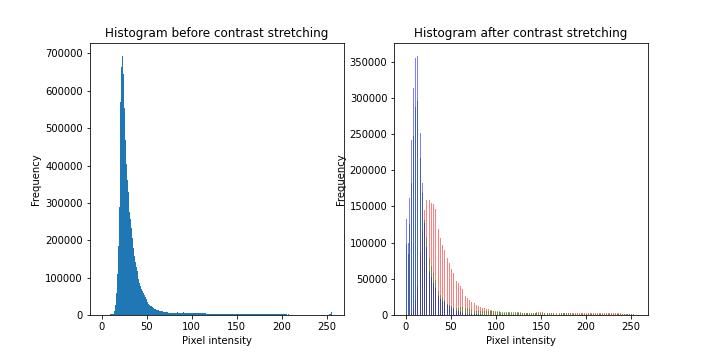 Histogram before contrast stretching
700000
600000
500000
400000
300000
200000
100000
0
Frequency
0 50 100 150 200 250
Pixel intensity
Histogram after contrast stretching
350000
300000
250000
200000
150000
100000
50000
0
Frequency
0 50 100 150 200 250
Pixel intensity